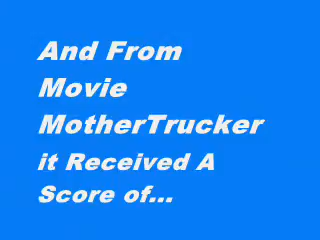 And From
Movie
MotherTrucker
it Received A
Score of...